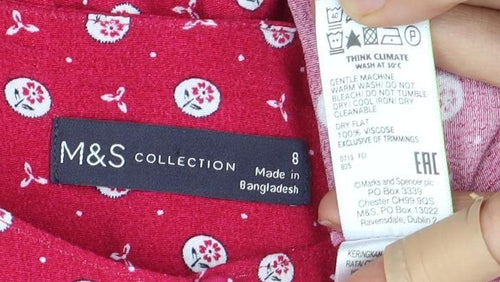 M&S COLLECTION
8
Made in
Bangladesh
40
THINK CLIMATE
WASH AT 30°C
GENTLE MACHINE
WARM WASH/ DO NOT
BLEACH/ DO NOT TUMBLE
DRY/ COOL IRON/ DRY
CLEANABLE
DRY FLAT
100% VISCOSE
EXCLUSIVE OF TRIMMINGS
EAC
©Marks and Spencer plc
PO Box 3339
Chester CH99 9QS
M&S, PO Box 13022
Ravensdale, Dublin